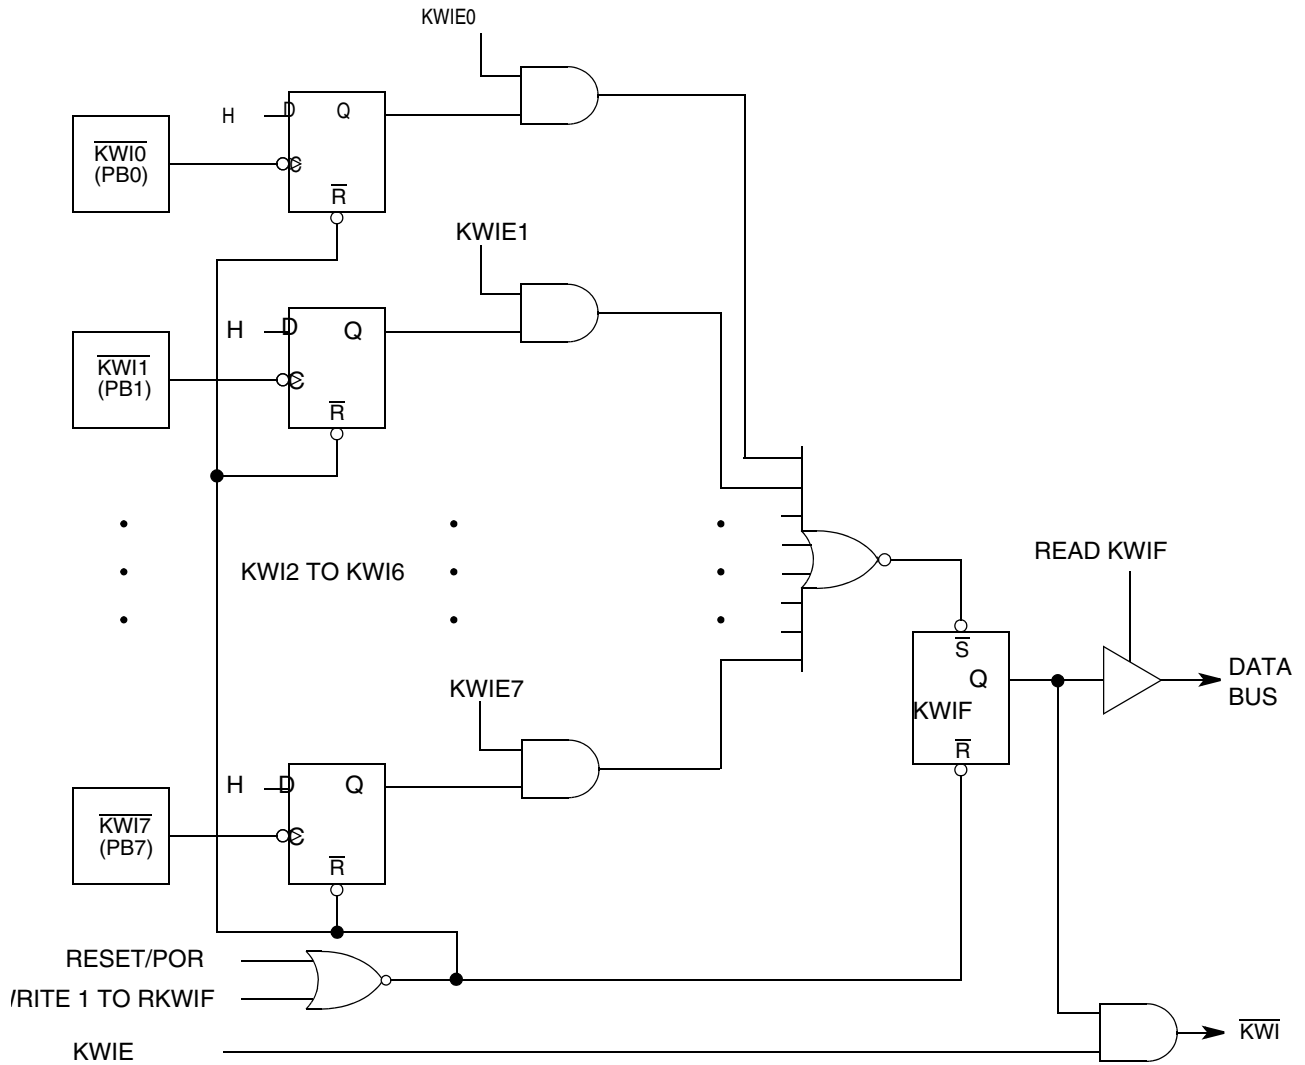 KWIE0
H D Q
KWI0
(PB0)
C
R
KWIE1
H D Q
KWI1
(PB1)
C
R
KWI2 TO KWI6
READ KWIF
S
Q
DATA
BUS
KWIF
R
KWIE7
H D Q
KWI7
(PB7)
C
R
RESET/POR
/RITE 1 TO RKWIF
KWIE
KWI